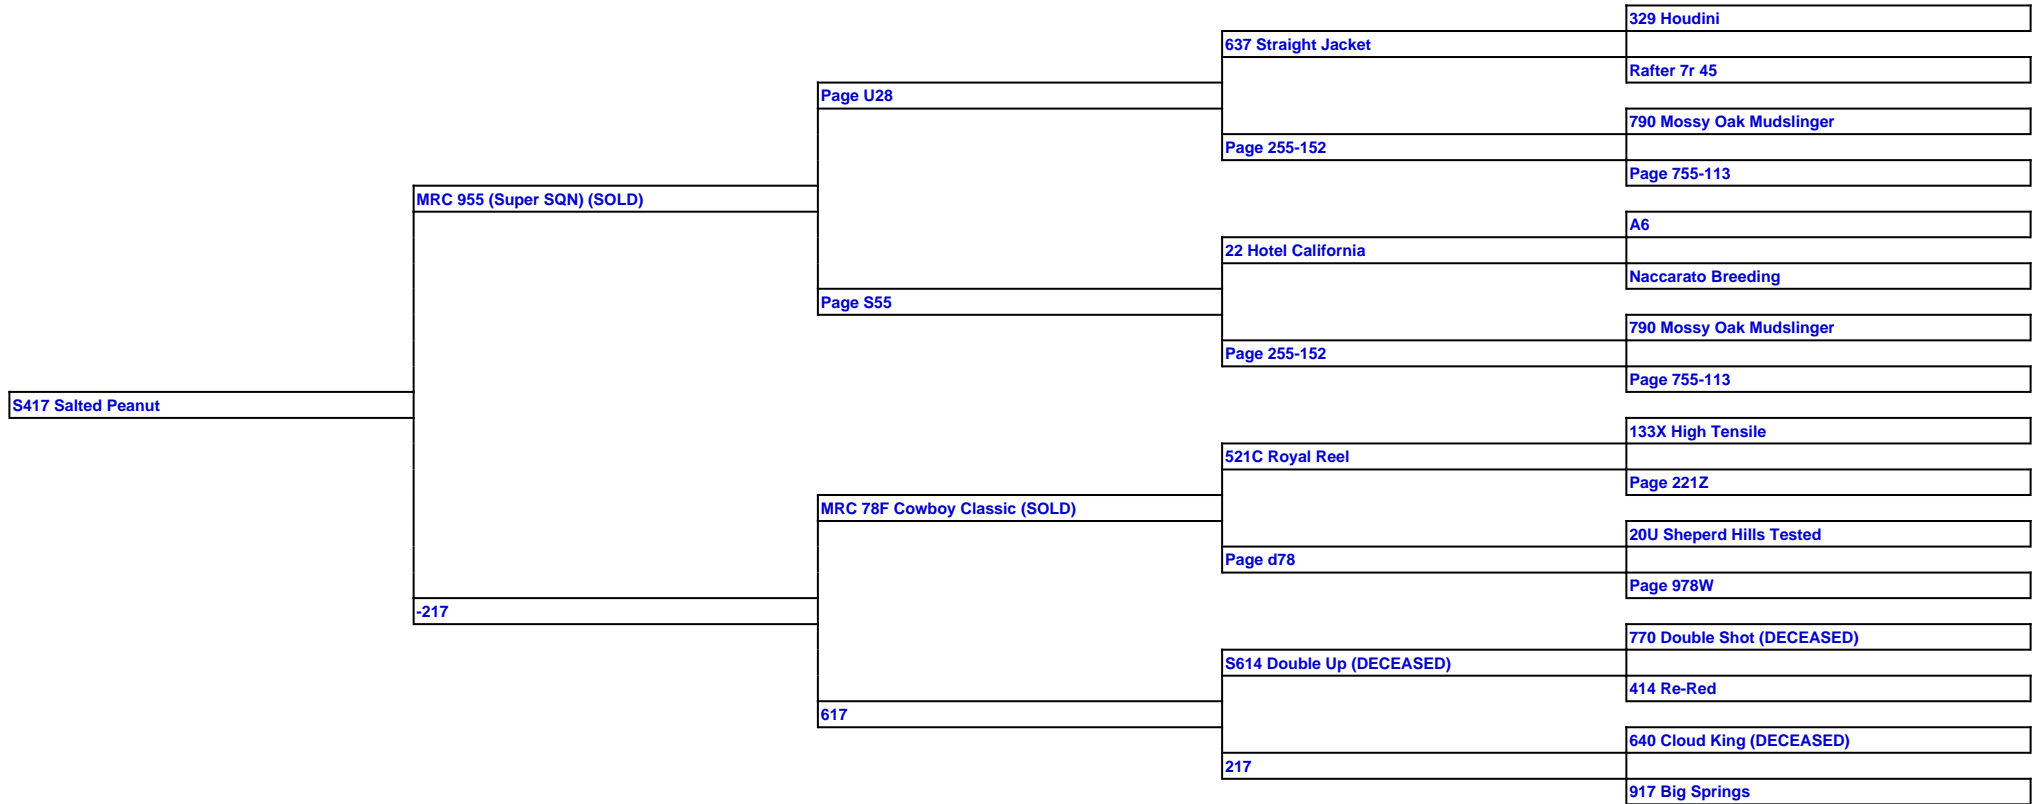 329 Houdini
637 Straight Jacket
Rafter 7r 45
Page U28
790 Mossy Oak Mudslinger
Page 255-152
Page 755-113
MRC 955 (Super SQN) (SOLD)
A6
22 Hotel California
Naccarato Breeding
Page S55
790 Mossy Oak Mudslinger
Page 255-152
Page 755-113
S417 Salted Peanut
133X High Tensile
521C Royal Reel
Page 221Z
MRC 78F Cowboy Classic (SOLD)
20U Sheperd Hills Tested
Page d78
Page 978W
-217
770 Double Shot (DECEASED)
S614 Double Up (DECEASED)
414 Re-Red
617
640 Cloud King (DECEASED)
217
917 Big Springs